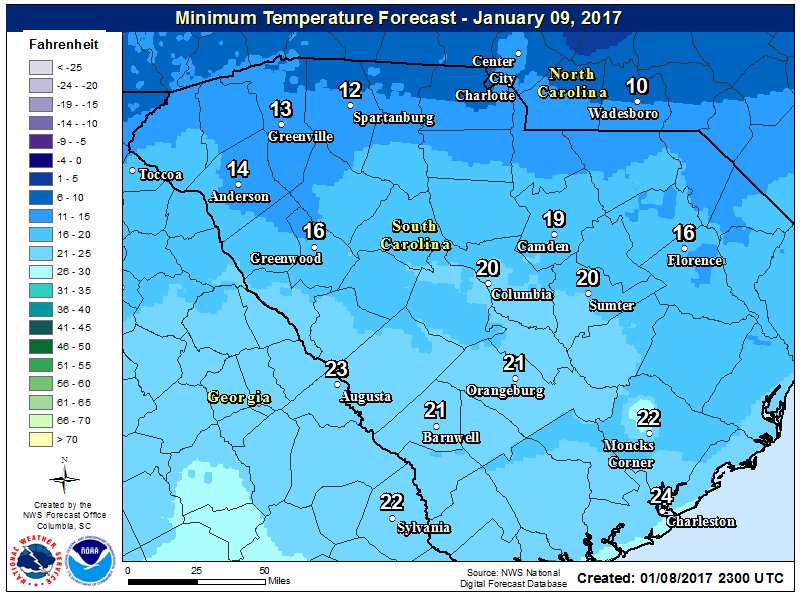 Minimum Temperature Forecast - January 09, 2017
Fahrenheit
< -25
-24 - -20
-19 - -15
-14 - -10
-9 - -5
-4 - 0
1 - 5
6 - 10
11 - 15
16 - 20
21 - 25
26 - 30
31 - 35
36 - 40
41 - 45
46 - 50
51 - 55
56 - 60
61 - 65
66 - 70
> 70
N
Created by the
NWS Forecast Office
Columbia, SC
NATIONAL WEATHER SERVICE
NOAA
Center
City
Charlotte
North
Carolina
10
Wadesboro
12
Spartanburg
13
Greenville
Toccoa
14
Anderson
16
Greenwood
South
Carolina
19
Camden
16
Florence
20
Columbia
20
Sumter
23
Augusta
Georgia
21
Orangeburg
21
Barnwell
22
Moncks
Corner
24
Charleston
22
Sylvania
0 25 50
Miles
Source: NWS National
Digital Forecast Database
Created: 01/08/2017 2300 UTC